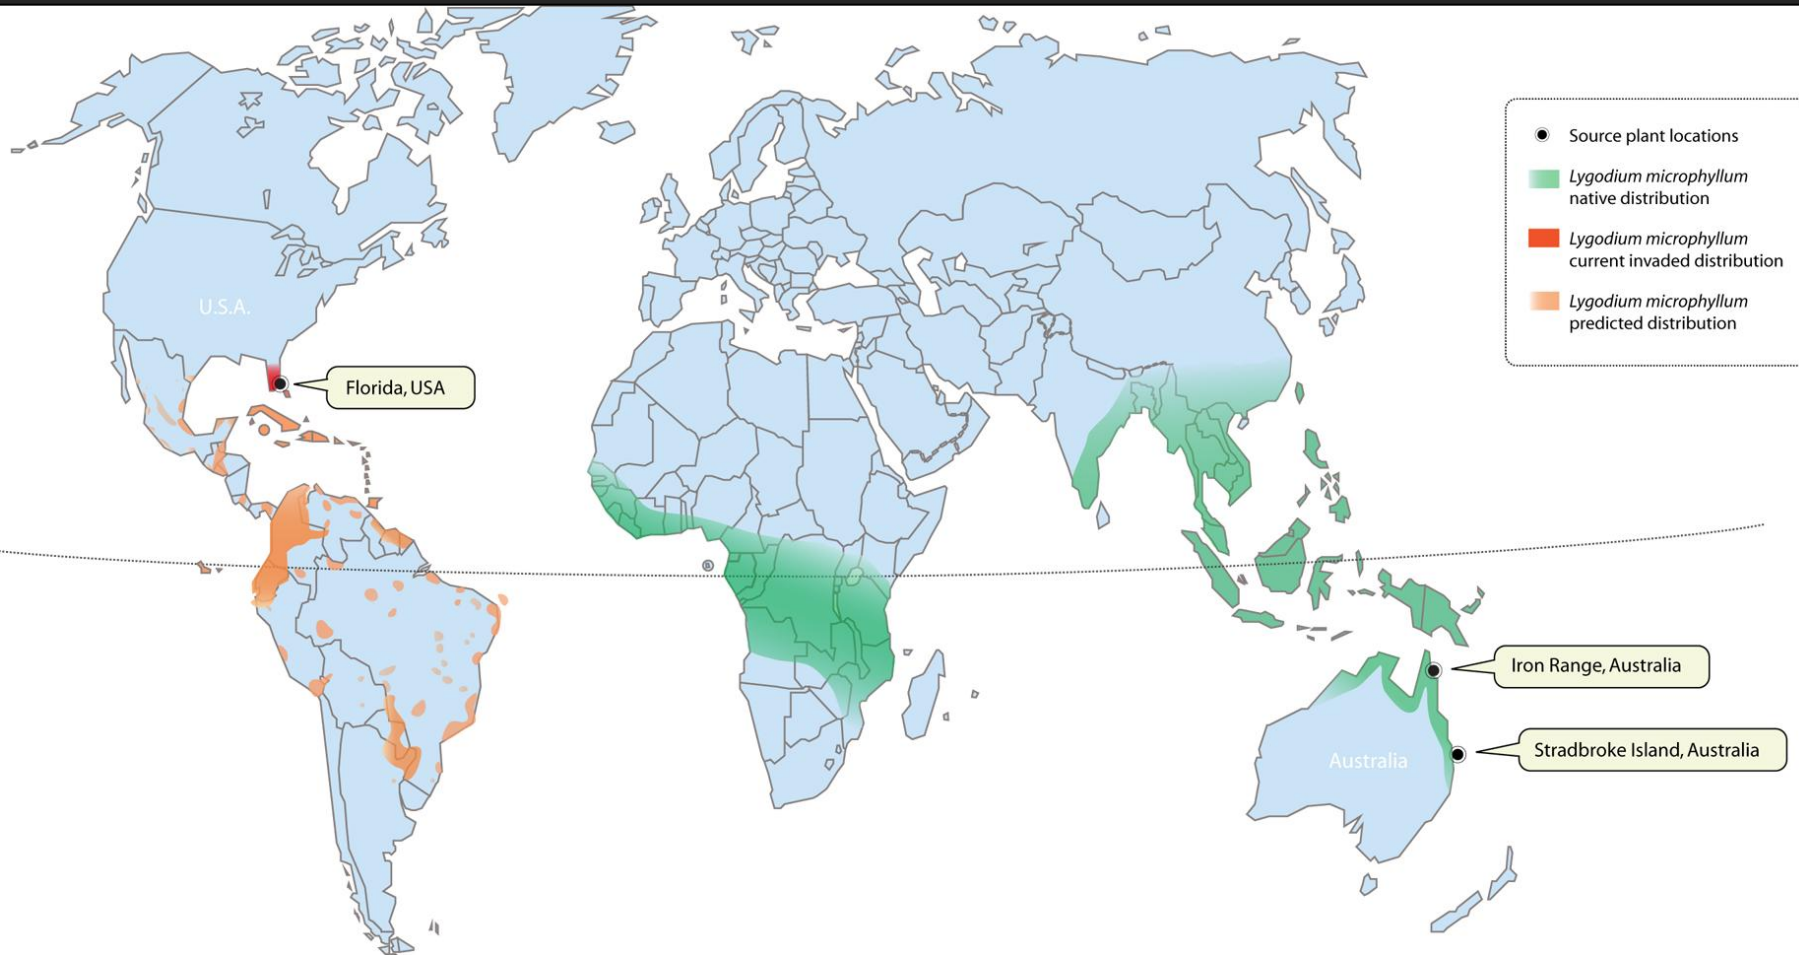 Source plant locations
Lygodium microphyllum
native distribution
Lygodium microphyllum
current invaded distribution
Lygodium microphyllum
predicted distribution
U.S.A.
Florida, USA
Iron Range, Australia
Stradbroke Island, Australia
Australia